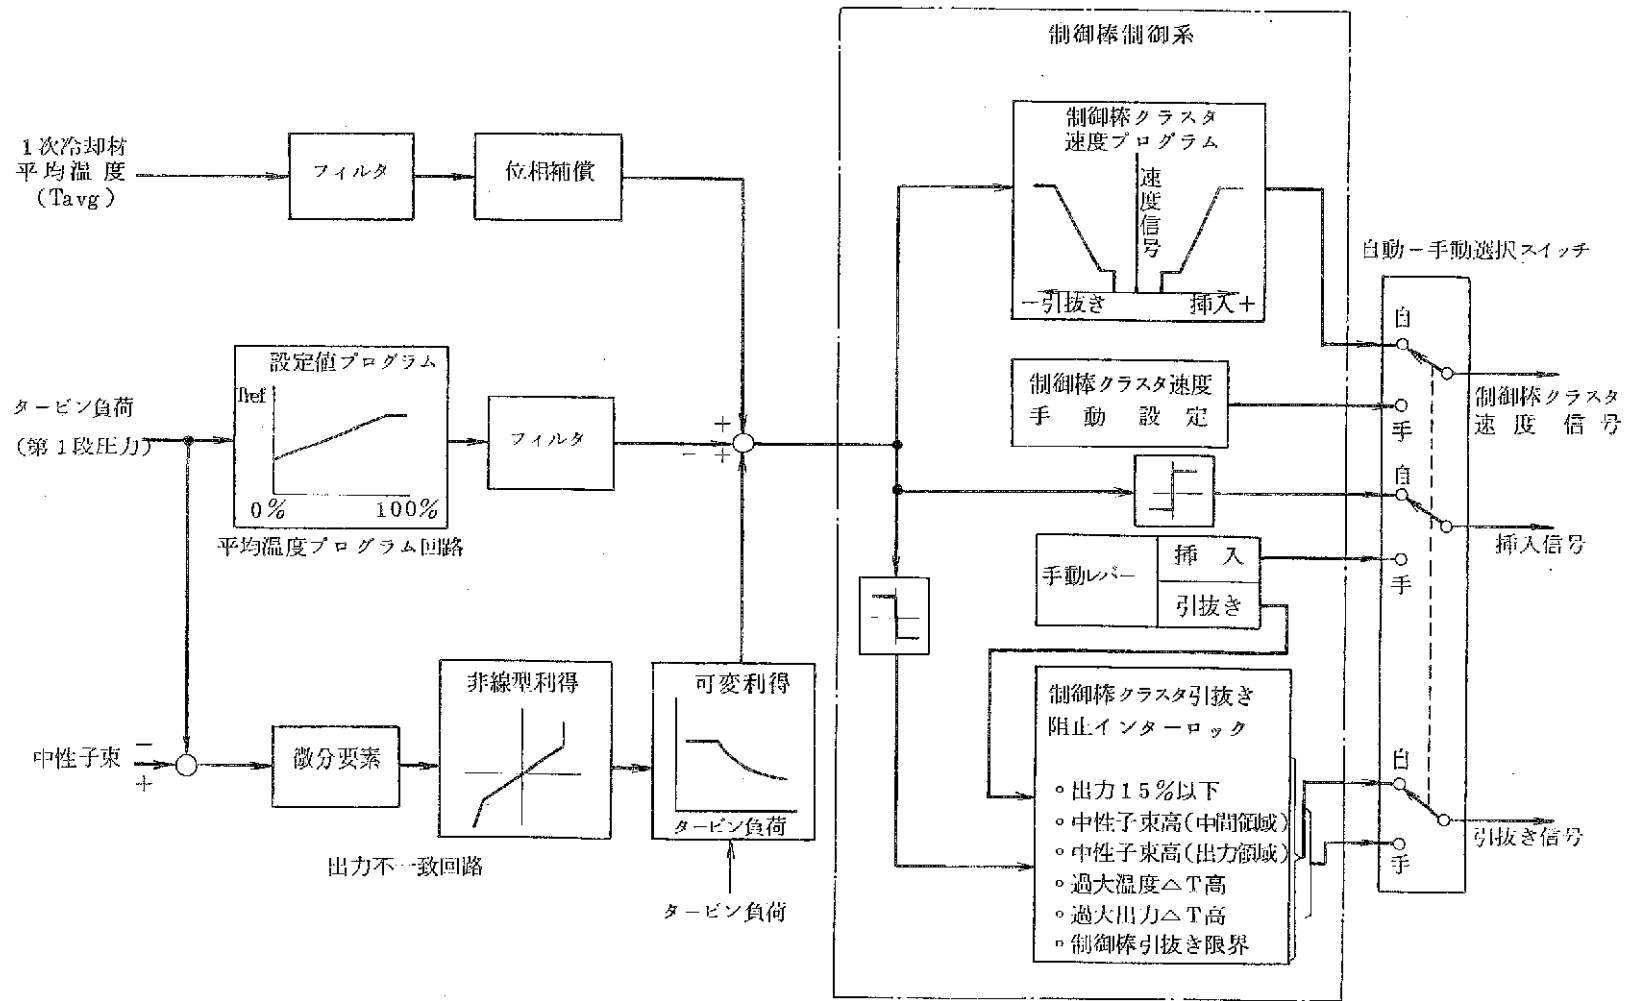 制御棒制御系
1次冷却材
平均温度
(Tavg)
フィルタ
位相補償
制御棒クラスタ
速度プログラム
速度信号
−引抜き
挿入+
自動−手動選択スイッチ
自
手
制御棒クラスタ
速度信号
設定値プログラム
Tref
0%
100%
平均温度プログラム回路
タービン負荷
(第1段圧力)
フィルタ
+
−
+
制御棒クラスタ速度
手動設定
自
手
挿入信号
手動レバー
挿入
引抜き
中性子束
−
+
微分要素
非線型利得
出力不一致回路
可変利得
タービン負荷
タービン負荷
制御棒クラスタ引抜き
阻止インターロック
○出力15%以下
○中性子束高(中間領域)
○中性子束高(出力領域)
○過大温度△T高
○過大出力△T高
○制御棒引抜き限界
自
手
引抜き信号